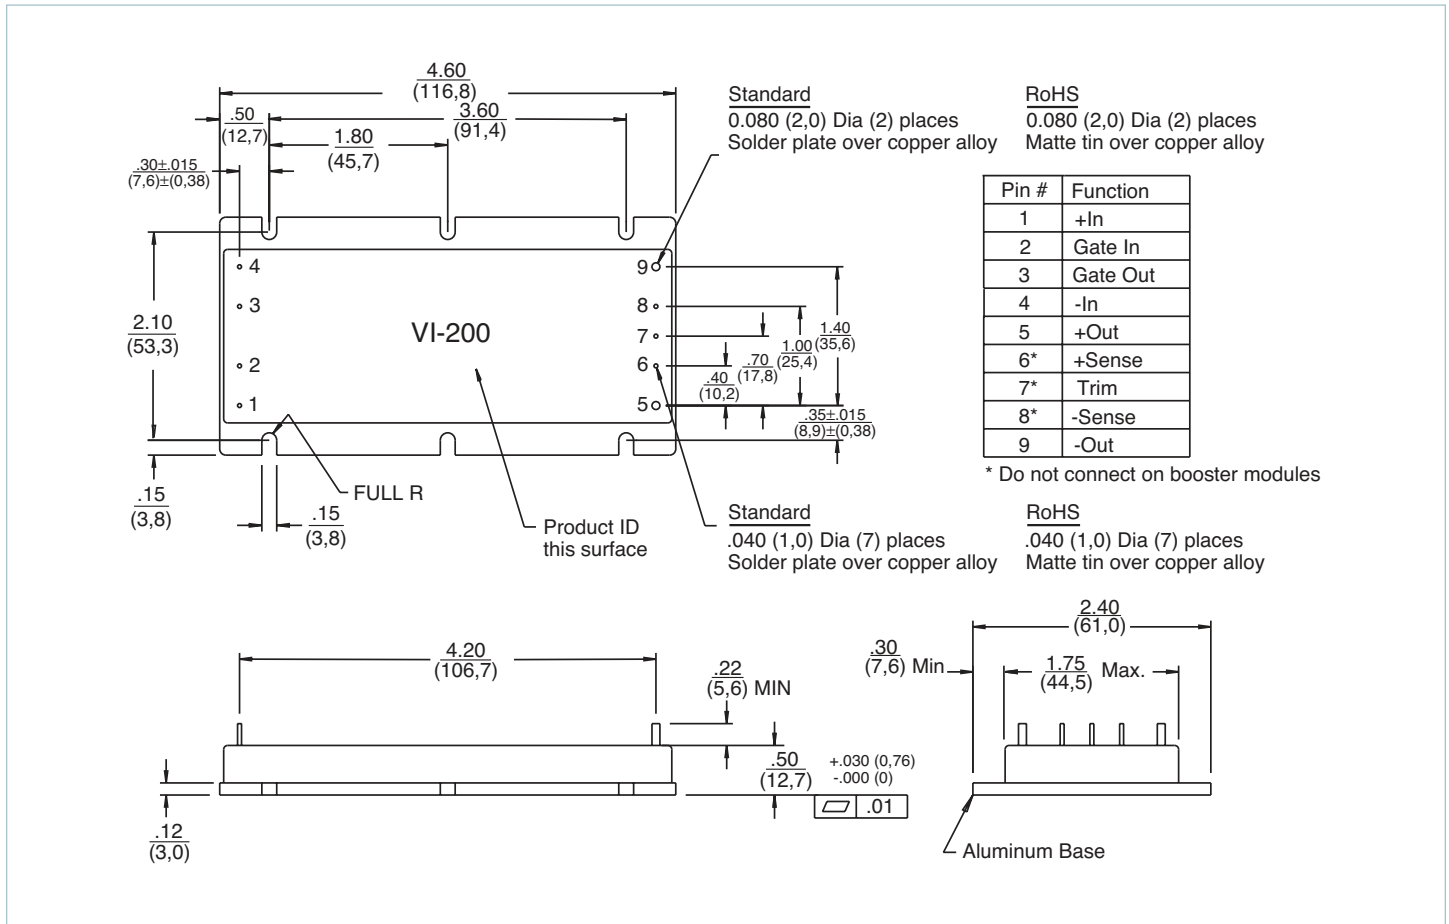 4.60
(116,8)
.50
(12,7)
3.60
(91,4)
1.80
(45,7)
.30±.015
(7,6)±(0,38)
Standard
0.080 (2,0) Dia (2) places
Solder plate over copper alloy
RoHS
0.080 (2,0) Dia (2) places
Matte tin over copper alloy
Pin # Function
1 +In
2 Gate In
3 Gate Out
4 -In
5 +Out
6* +Sense
7* Trim
8* -Sense
9 -Out
* Do not connect on booster modules
4
3
2
1
VI-200
9
8
7
6
5
2.10
(53,3)
1.40
(35,6)
1.00
(25,4)
.70
(17,8)
.40
(10,2)
.35±.015
(8,9)±(0,38)
.15
(3,8)
FULL R
.15
(3,8)
Product ID
this surface
Standard
.040 (1,0) Dia (7) places
Solder plate over copper alloy
RoHS
.040 (1,0) Dia (7) places
Matte tin over copper alloy
4.20
(106,7)
.22
(5,6) MIN
.50
(12,7)
+.030 (0,76)
-.000 (0)
.01
.12
(3,0)
2.40
(61,0)
.30
(7,6) Min
1.75
(44,5) Max.
Aluminum Base